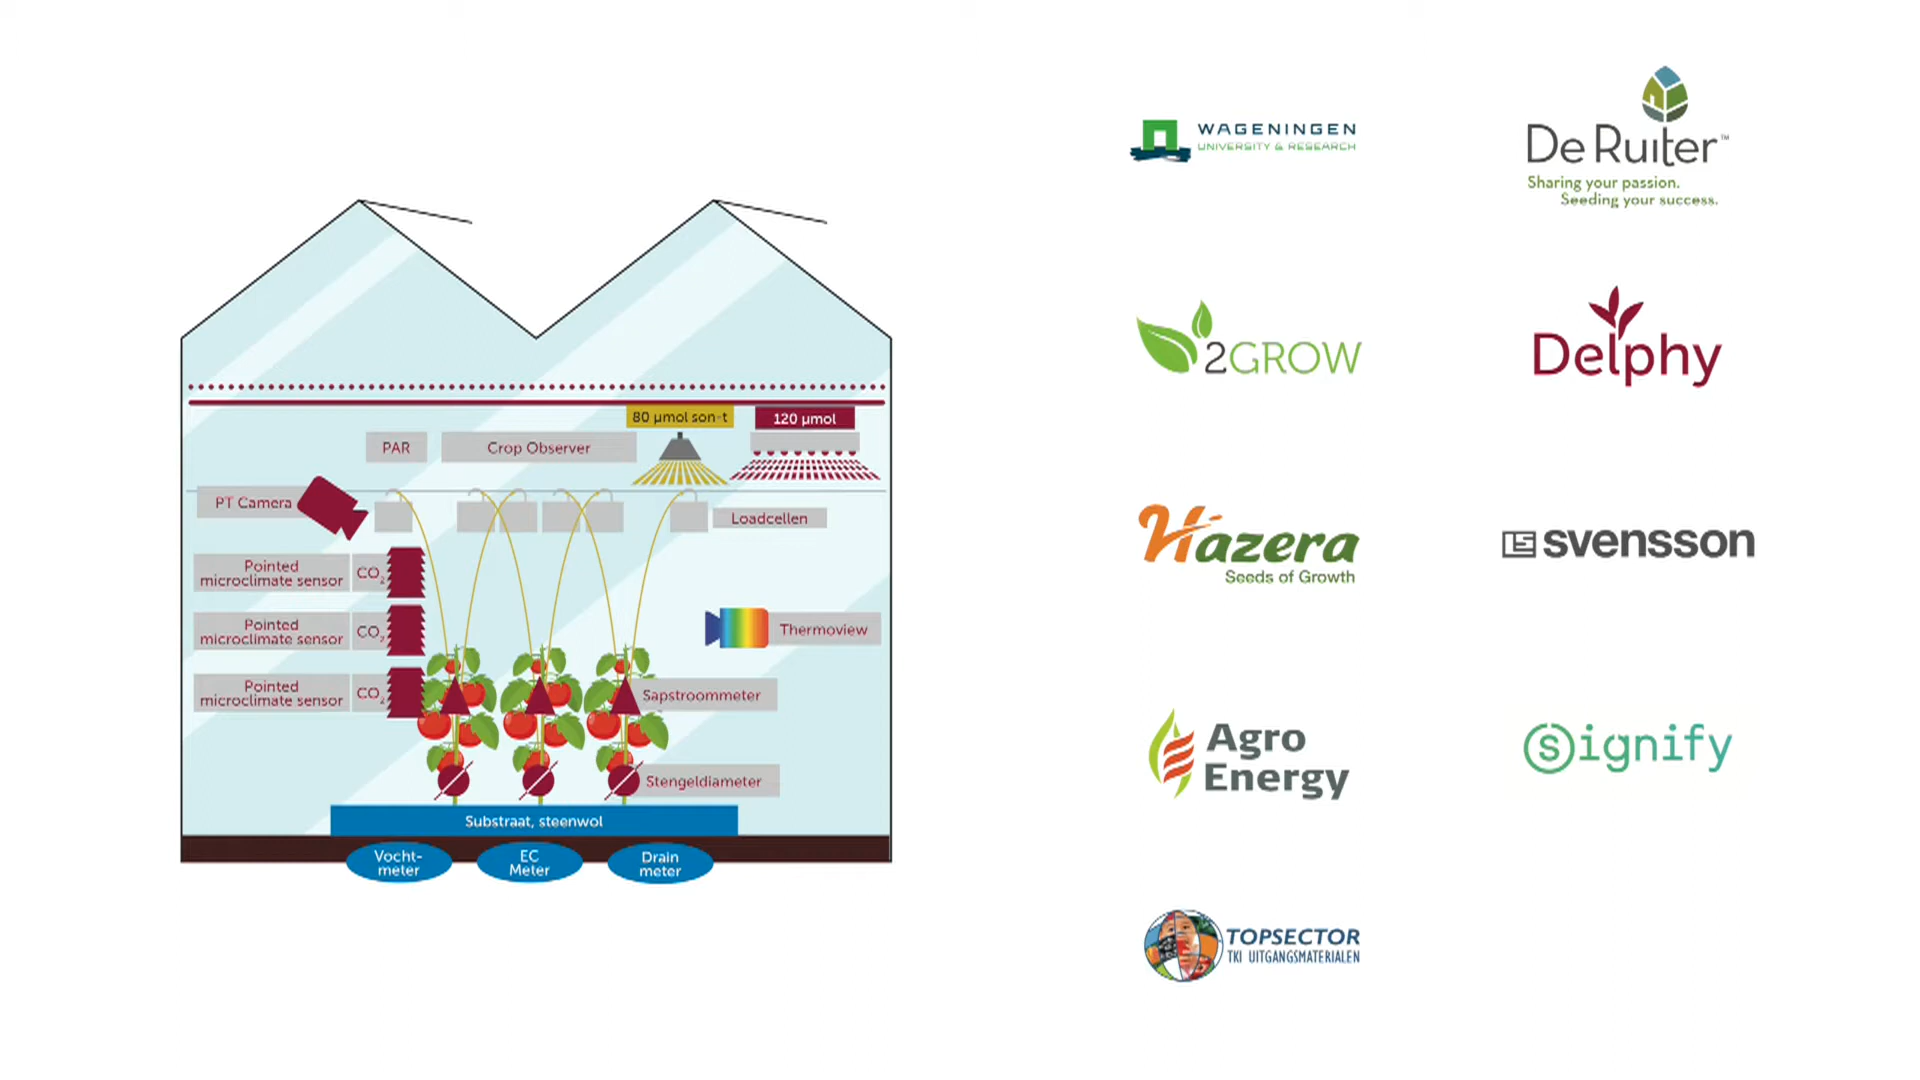 80 µmol son-t
120 µmol
PAR
Crop Observer
PT Camera
Loadcellen
Pointed
microclimate sensor
CO2
Pointed
microclimate sensor
CO2
Pointed
microclimate sensor
CO2
Thermoview
Sapstroommeter
Stengeldiameter
Substraat, steenwol
Vocht-
meter
EC
Meter
Drain
meter
WAGENINGEN
UNIVERSITY & RESEARCH
De Ruiter™
Sharing your passion.
Seeding your success.
2GROW
Delphy
Hazera
Seeds of Growth
LS svensson
Agro
Energy
Signify
TOPSECTOR
TKI UITGANGSMATERIALEN